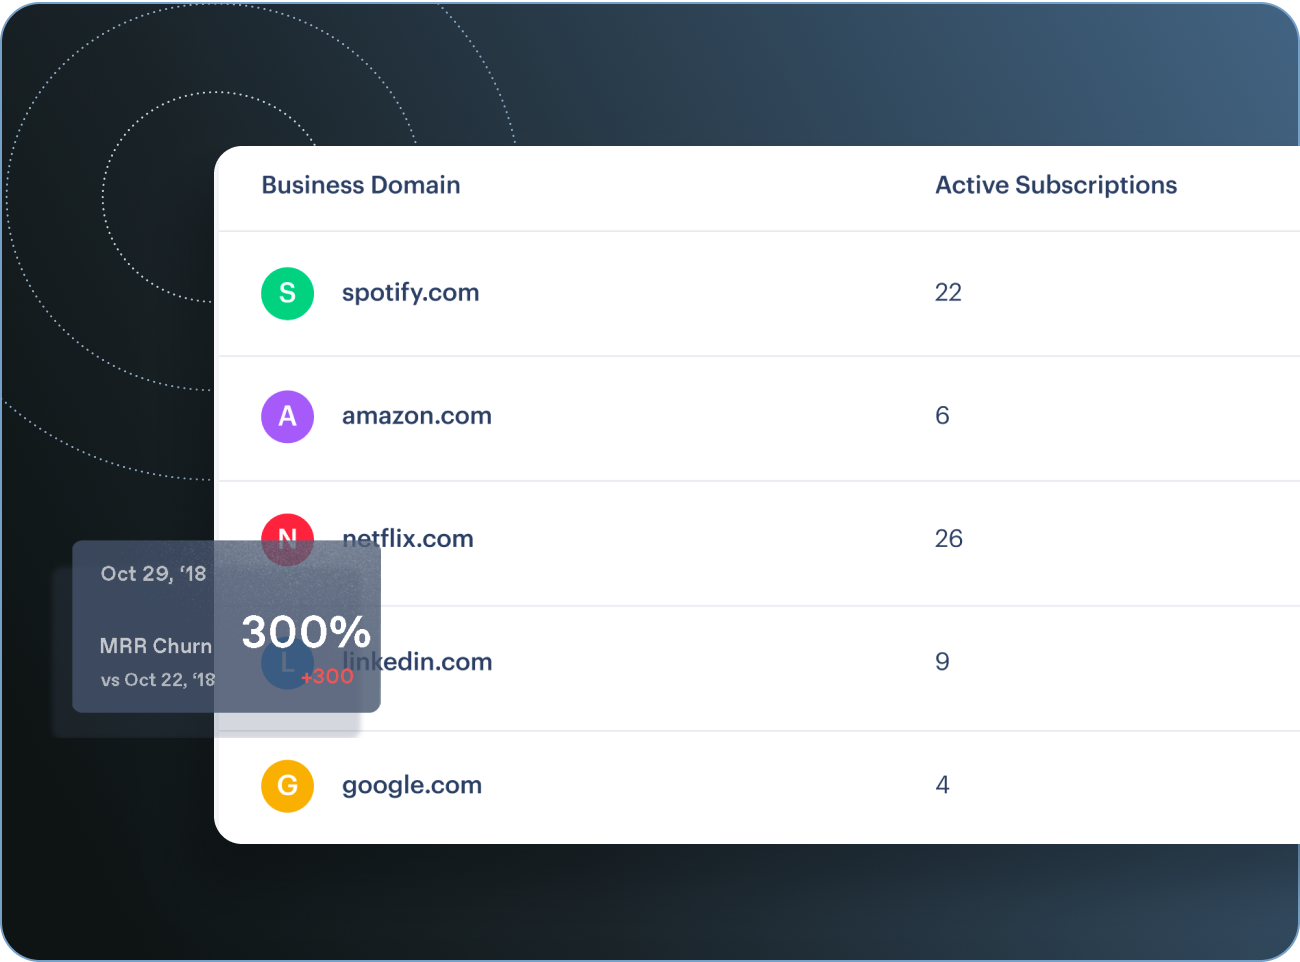 Business Domain Active Subscriptions
S spotify.com 22
A amazon.com 6
N netflix.com 26
L linkedin.com 9
G google.com 4
Oct 29, ‘18
MRR Churn 300%
vs Oct 22, ‘18 +300